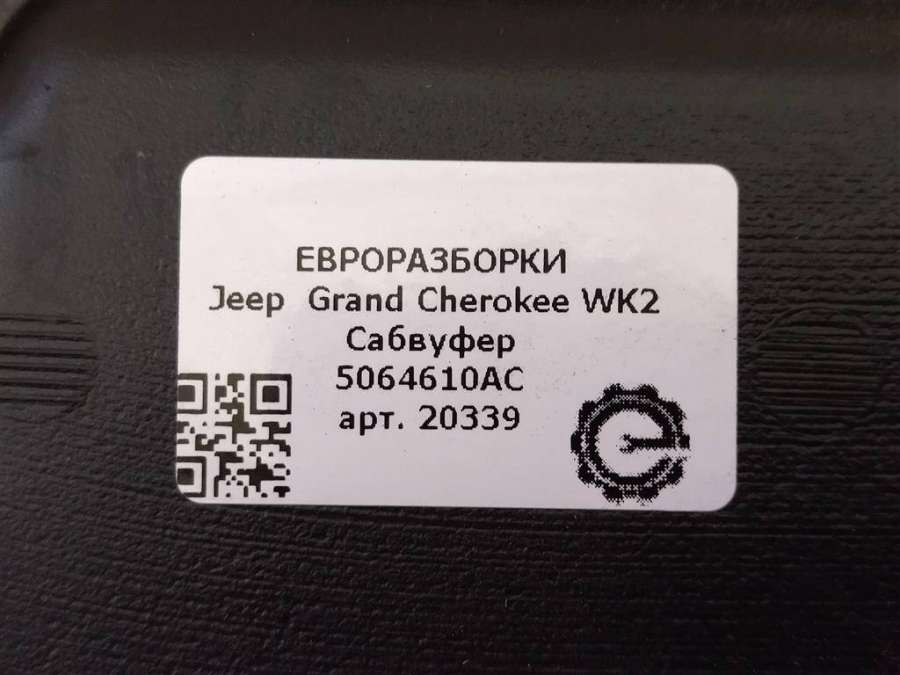 ЕВРОРАЗБОРКИ
Jeep Grand Cherokee WK2
Сабвуфер
5064610AC
арт. 20339